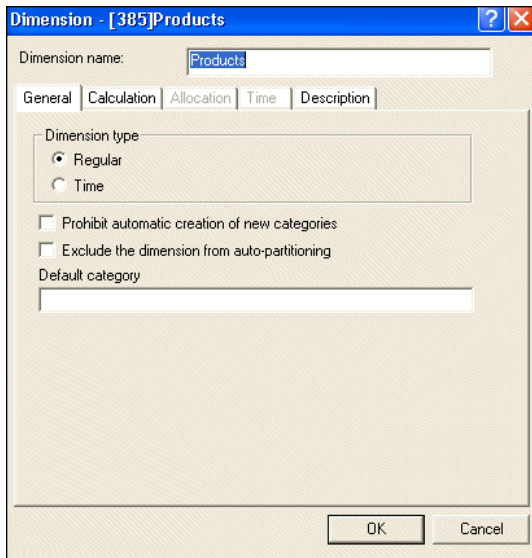 Dimension - [385]Products
Dimension name: Products
General Calculation Allocation Time Description
Dimension type
Regular
Time
Prohibit automatic creation of new categories
Exclude the dimension from auto-partitioning
Default category
OK Cancel